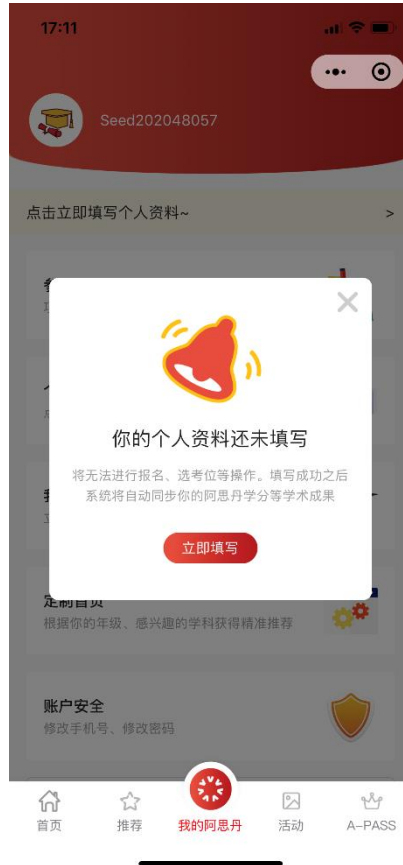 17:11
Seed202048057
点击立即填写个人资料~
>
你的个人资料还未填写
将无法进行报名、选考位等操作。填写成功之后
系统将自动同步你的阿思丹学分等学术成果
立即填写
定制首页
根据你的年级、感兴趣的学科获得精准推荐
账户安全
修改手机号、修改密码
首页
推荐
我的阿思丹
活动
A-PASS